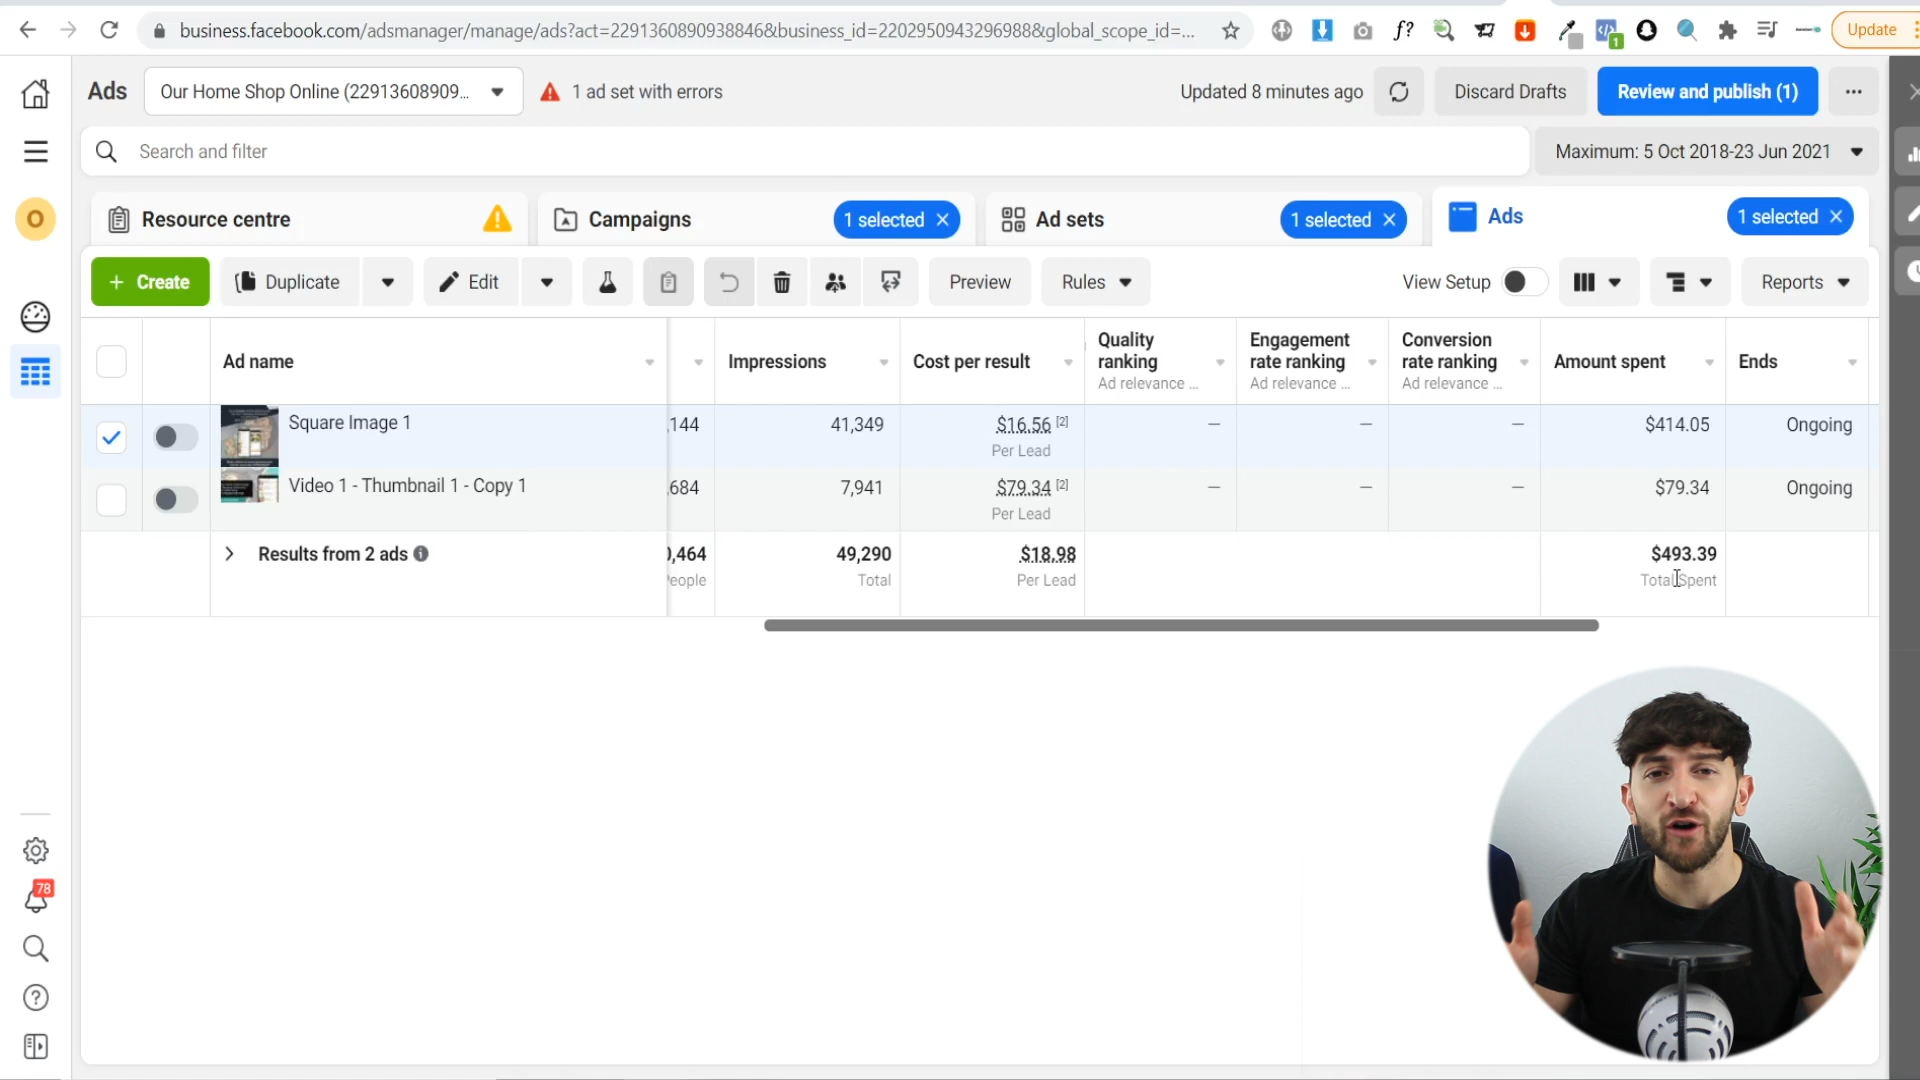 business.facebook.com/adsmanager/manage/ads?act=2291360890938846&business_id=220295094329698&global_scope_id=...
f?
1
Update
Ads
Our Home Shop Online (22913608909...
1 ad set with errors
Updated 8 minutes ago
Discard Drafts
Review and publish (1)
Search and filter
Maximum: 5 Oct 2018-23 Jun 2021
O
Resource centre
Campaigns
1 selected
Ad sets
1 selected
Ads
1 selected
+ Create
Duplicate
Edit
Preview
Rules
View Setup
Reports
Ad name
Impressions
Cost per result
Quality ranking
Ad relevance ...
Engagement rate ranking
Ad relevance ...
Conversion rate ranking
Ad relevance ...
Amount spent
Ends
Square Image 1
,144
41,349
$16.56 [2]
Per Lead
—
—
—
$414.05
Ongoing
Video 1 - Thumbnail 1 - Copy 1
,684
7,941
$79.34 [2]
Per Lead
—
—
—
$79.34
Ongoing
Results from 2 ads
,464
eople
49,290
Total
$18.98
Per Lead
$493.39
Total Spent
78